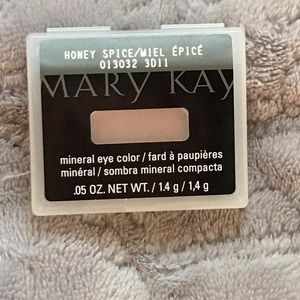 HONEY SPICE/MIEL ÉPICÉ
013032 3D11
MARY KAY
mineral eye color / fard à paupières
minéral / sombra mineral compacta
.05 OZ. NET WT. / 1.4 g / 1,4 g